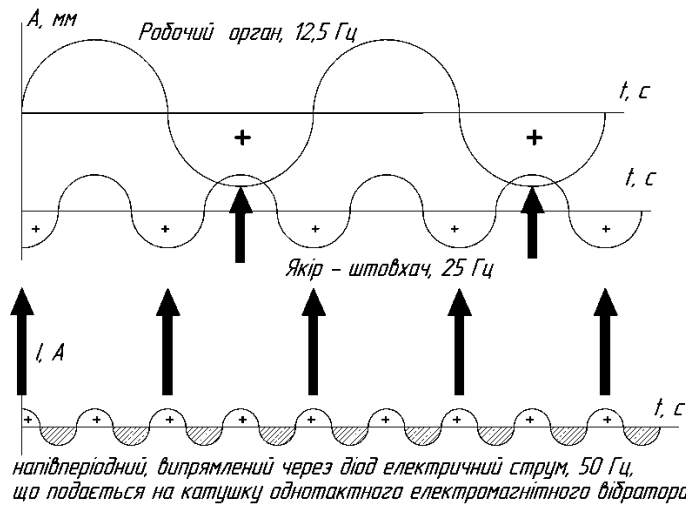 А, мм
Робочий орган, 12,5 Гц
t, с
+ +
t, с
+ + + + +
Якір - штовхач, 25 Гц
I, А
t, с
+ + + + + + + + +
напівперіодний, випрямлений через діод електричний струм, 50 Гц,
що подається на катушку однотактного електромагнітного вібратора